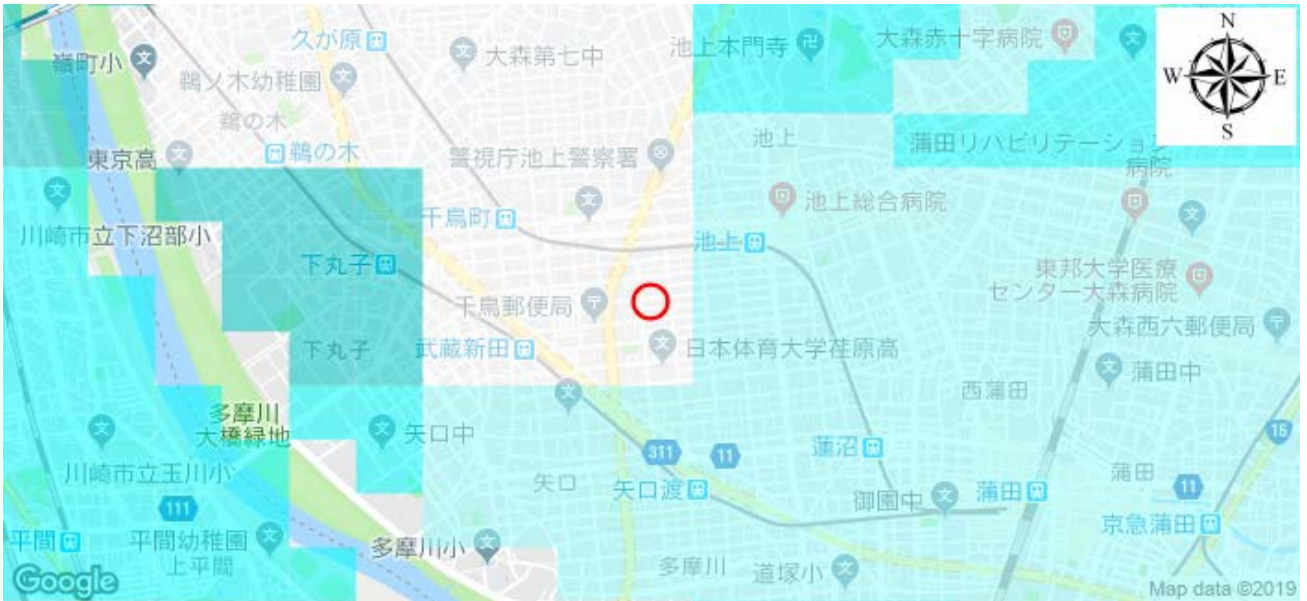 久が原
大森第七中
池上本門寺
大森赤十字病院
N
W
E
S
嶺町小
鵜ノ木幼稚園
鵜の木
鵜の木
東京高
警視庁池上警察署
池上
蒲田リハビリテーション
病院
池上総合病院
千鳥町
池上
川崎市立下沼部小
下丸子
東邦大学医療
センター大森病院
千鳥郵便局
大森西六郵便局
下丸子
武蔵新田
日本体育大学荏原高
蒲田中
西蒲田
多摩川
大橋緑地
矢口中
15
311
11
蓮沼
川崎市立玉川小
矢口
矢口渡
御園中
蒲田
蒲田
11
111
京急蒲田
平間
平間幼稚園
上平間
多摩川小
多摩川
道塚小
Google
Map data ©2019